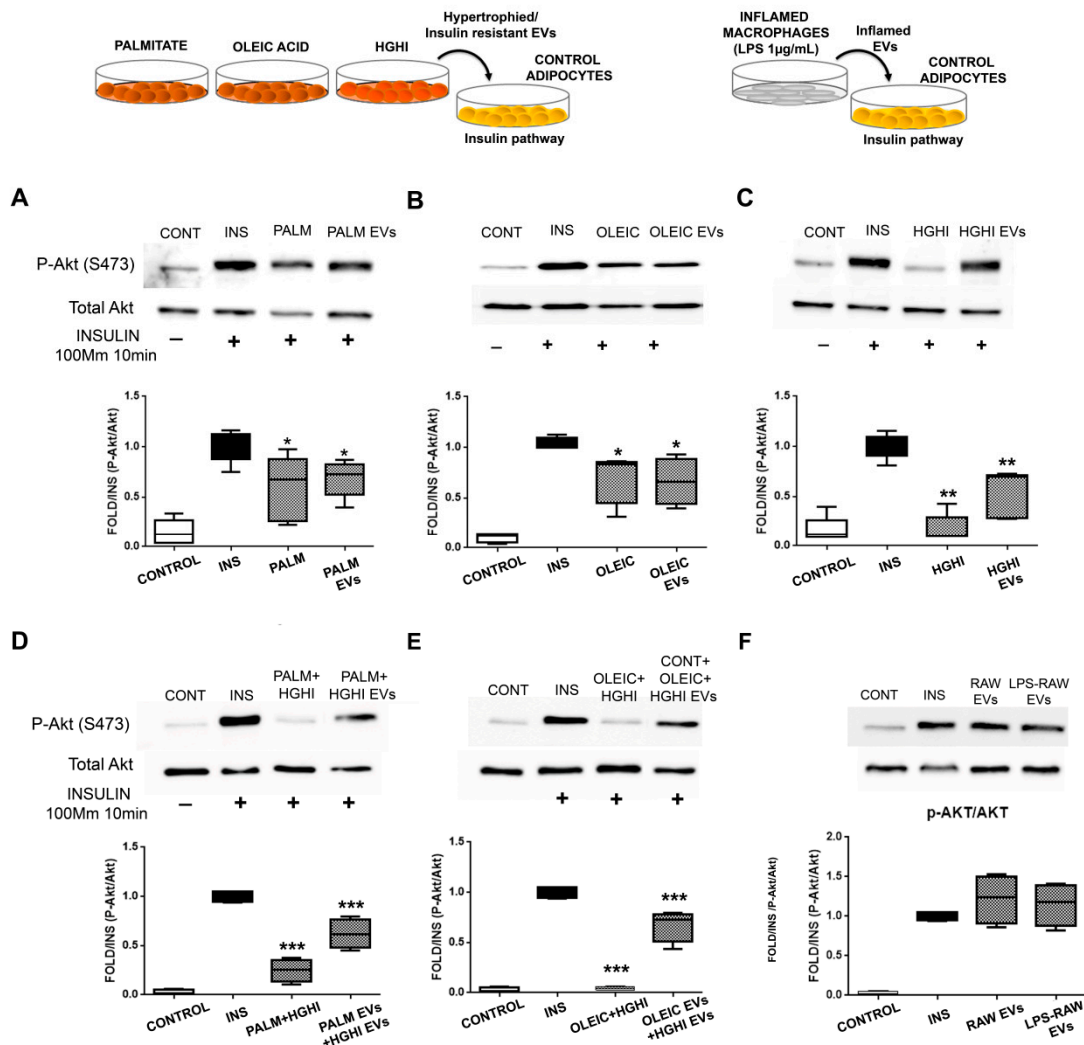 Hypertrophied/
Insulin resistant EVs
PALMITATE
OLEIC ACID
HGHI
CONTROL
ADIPOCYTES
Insulin pathway
INFLAMED
MACROPHAGES
(LPS 1µg/mL)
Inflamed
EVs
CONTROL
ADIPOCYTES
Insulin pathway
A
CONT
INS
PALM
PALM EVs
P-Akt (S473)
Total Akt
INSULIN
100Mm 10min
– + + +
FOLD/INS (P-Akt/Akt)
1.5
1.0
0.5
0.0
*
*
CONTROL
INS
PALM
PALM
EVs
B
CONT
INS
OLEIC
OLEIC EVs
– + + +
FOLD/INS (P-Akt/Akt)
1.5
1.0
0.5
0.0
*
*
CONTROL
INS
OLEIC
OLEIC
EVs
C
CONT
INS
HGHI
HGHI EVs
– + + +
FOLD/INS (P-Akt/Akt)
1.5
1.0
0.5
0.0
**
**
CONTROL
INS
HGHI
HGHI
EVs
D
CONT
INS
PALM+
HGHI
PALM+
HGHI EVs
P-Akt (S473)
Total Akt
INSULIN
100Mm 10min
– + + +
FOLD/INS (P-Akt/Akt)
1.5
1.0
0.5
0.0
***
***
CONTROL
INS
PALM+HGHI
PALM EVs
+HGHI EVs
E
CONT
INS
OLEIC+
HGHI
CONT+
OLEIC+
HGHI EVs
+ + +
FOLD/INS (P-Akt/Akt)
1.5
1.0
0.5
0.0
***
***
CONTROL
INS
OLEIC+HGHI
OLEIC EVs
+HGHI EVs
F
CONT
INS
RAW
EVs
LPS-RAW
EVs
p-AKT/AKT
FOLD/INS /P-Akt/Akt)
FOLD/INS (P-Akt/Akt)
2.0
1.5
1.0
0.5
0.0
CONTROL
INS
RAW EVs
LPS-RAW
EVs